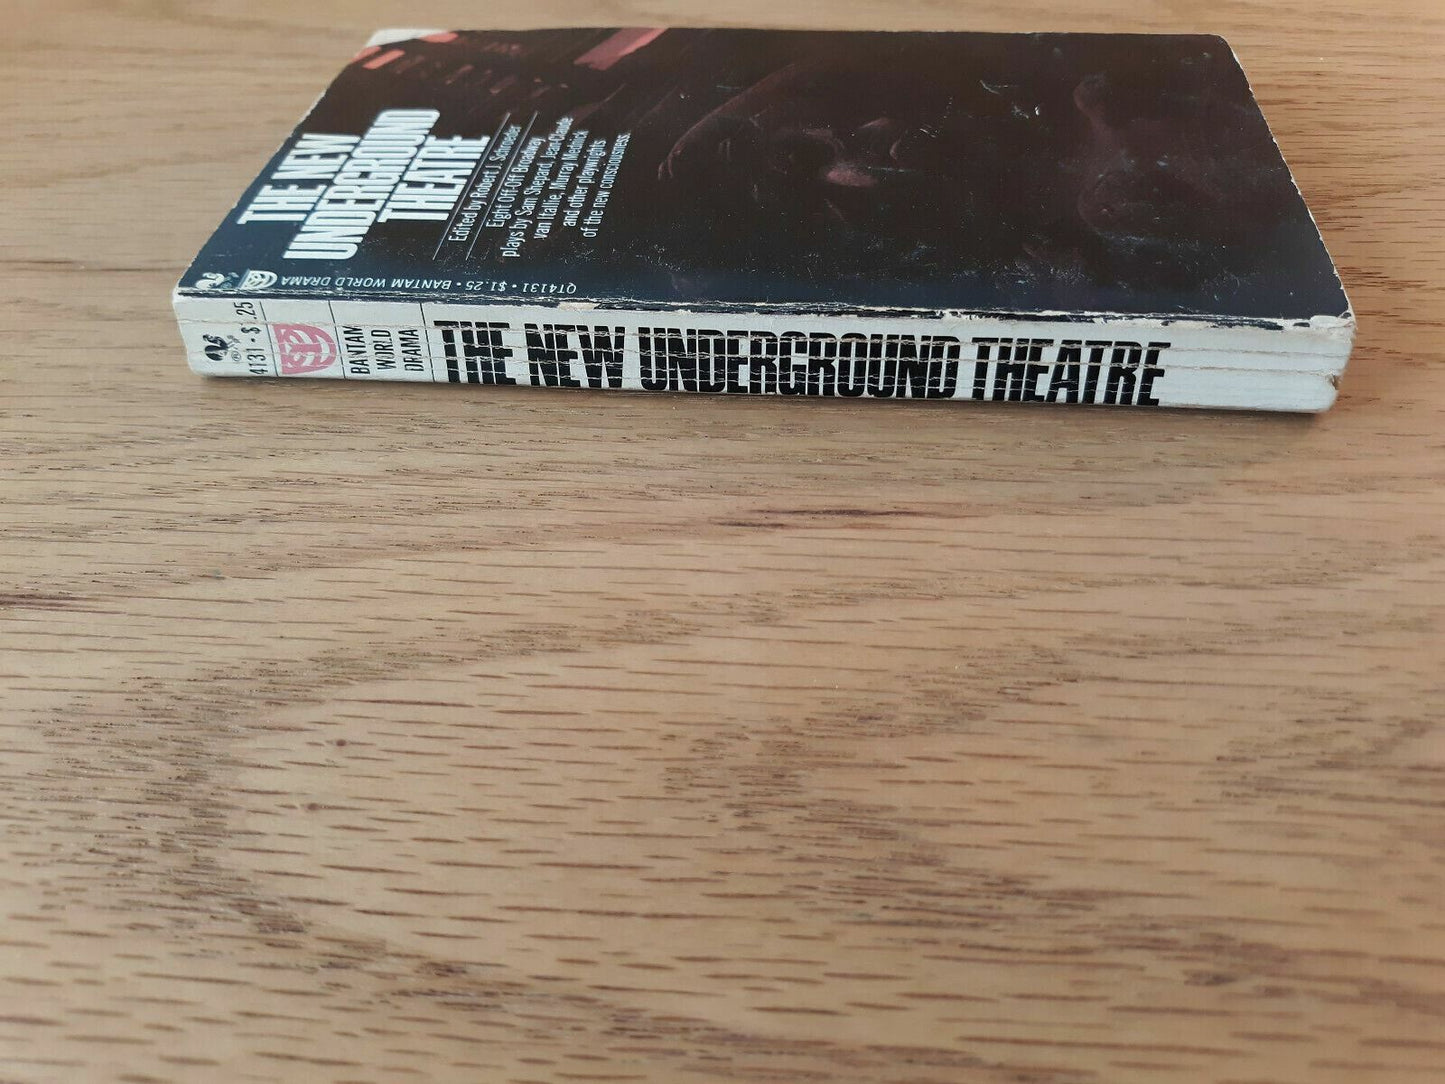 THE NEW
UNDERGROUND
THEATRE
Edited by Robert J. Schroeder
Eight Off-Off Broadway
plays by Sam Shepard, Jean-Claude
van Itallie, Murray Mednick
and other playwrights
of the new consciousness.
QT4131 • $1.25 • BANTAM WORLD DRAMA
4131 • $ .25
BANTAM
WORLD
DRAMA
THE NEW UNDERGROUND THEATRE